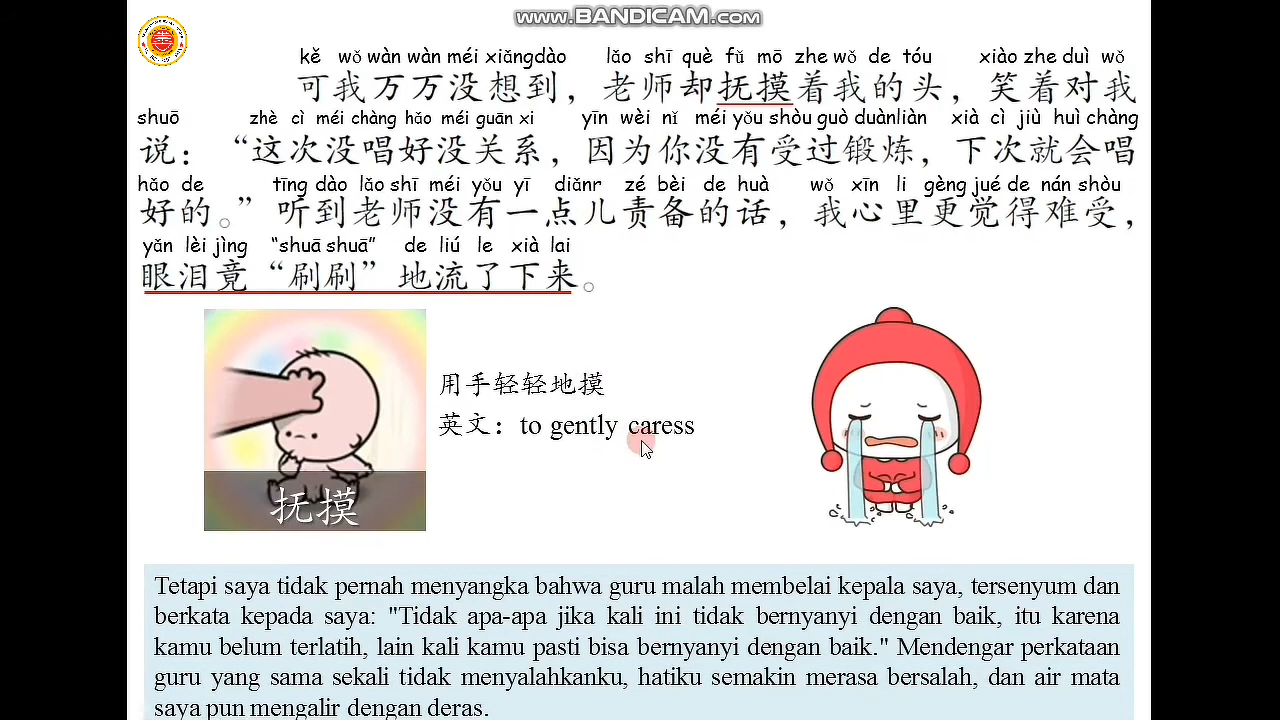 www.BANDICAM.com
kě wǒ wàn wàn méi xiǎngdào lǎo shī què fǔ mō zhe wǒ de tóu xiào zhe duì wǒ
可我万万没想到，老师却抚摸着我的头，笑着对我
shuō zhè cì méi chàng hǎo méi guān xi yīn wèi nǐ méi yǒu shòu guò duànliàn xià cì jiù huì chàng
说：“这次没唱好没关系，因为你没有受过锻炼，下次就会唱
hǎo de tīng dào lǎo shī méi yǒu yī diǎnr zé bèi de huà wǒ xīn li gèng jué de nán shòu
好的。”听到老师没有一点儿责备的话，我心里更觉得难受，
yǎn lèi jìng “shuā shuā” de liú le xià lai
眼泪竟“刷刷”地流了下来。
用手轻轻地摸
英文：to gently caress
抚摸
Tetapi saya tidak pernah menyangka bahwa guru malah membelai kepala saya, tersenyum dan
berkata kepada saya: "Tidak apa-apa jika kali ini tidak bernyanyi dengan baik, itu karena
kamu belum terlatih, lain kali kamu pasti bisa bernyanyi dengan baik." Mendengar perkataan
guru yang sama sekali tidak menyalahkanku, hatiku semakin merasa bersalah, dan air mata
saya pun mengalir dengan deras.